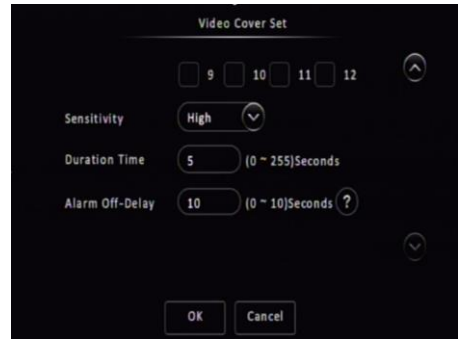 Video Cover Set
9 10 11 12
Sensitivity High
Duration Time 5 (0 ~ 255)Seconds
Alarm Off-Delay 10 (0 ~ 10)Seconds ?
OK Cancel